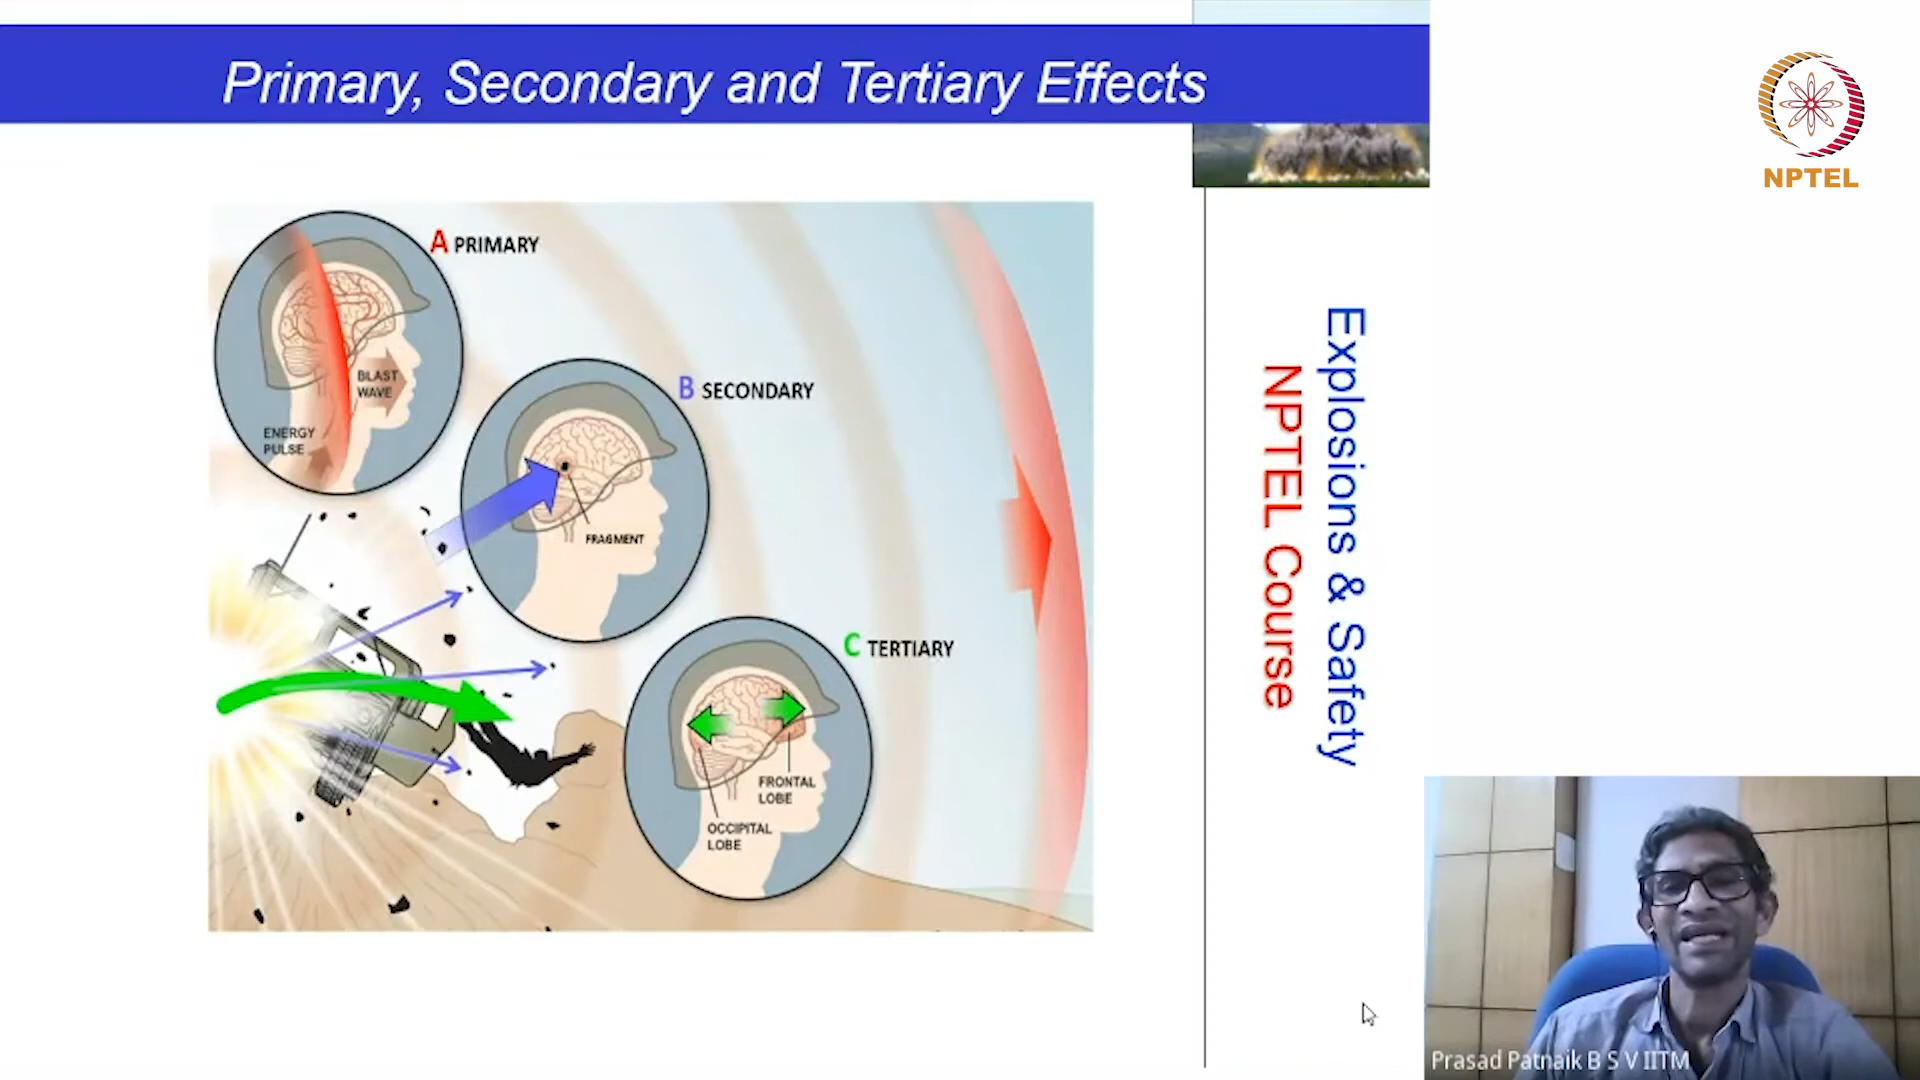 Primary, Secondary and Tertiary Effects
NPTEL
A PRIMARY
BLAST
WAVE
ENERGY
PULSE
B SECONDARY
FRAGMENT
C TERTIARY
FRONTAL
LOBE
OCCIPITAL
LOBE
Explosions & Safety
NPTEL Course
Prasad Patnaik B S V IITM